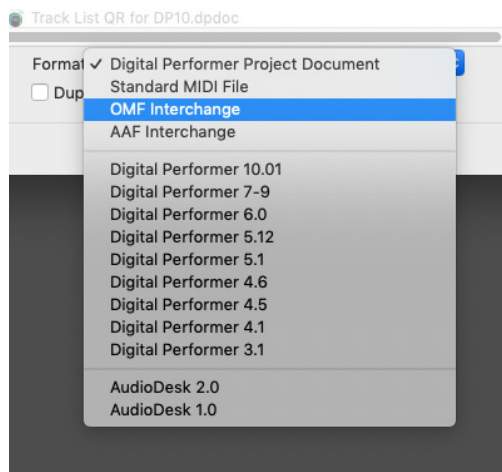 Track List QR for DP10.dpdoc
Format ✓ Digital Performer Project Document
Standard MIDI File
Dup
OMF Interchange
AAF Interchange
Digital Performer 10.01
Digital Performer 7-9
Digital Performer 6.0
Digital Performer 5.12
Digital Performer 5.1
Digital Performer 4.6
Digital Performer 4.5
Digital Performer 4.1
Digital Performer 3.1
AudioDesk 2.0
AudioDesk 1.0